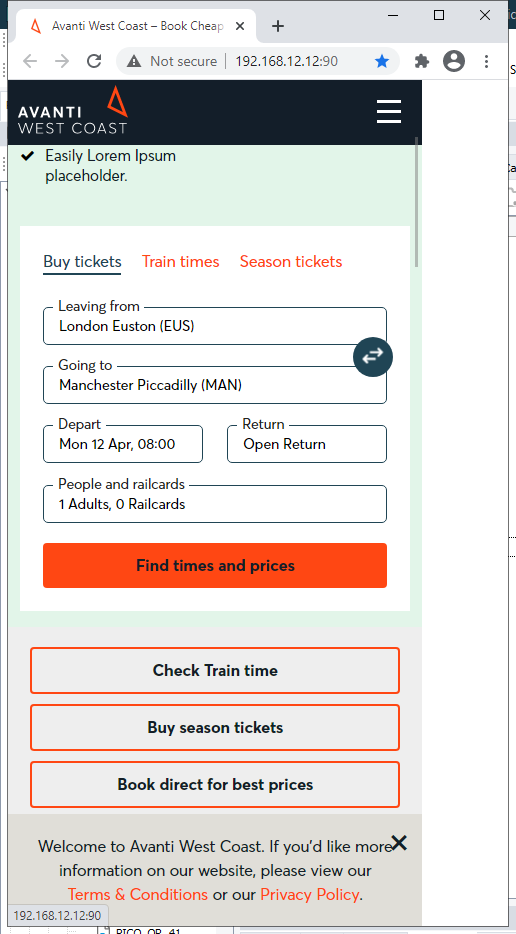 Avanti West Coast – Book Cheap
Not secure | 192.168.12.12:90
AVANTI
WEST COAST
Easily Lorem Ipsum
placeholder.
Buy tickets Train times Season tickets
Leaving from
London Euston (EUS)
Going to
Manchester Piccadilly (MAN)
Depart Return
Mon 12 Apr, 08:00 Open Return
People and railcards
1 Adults, 0 Railcards
Find times and prices
Check Train time
Buy season tickets
Book direct for best prices
Welcome to Avanti West Coast. If you'd like more
information on our website, please view our
Terms & Conditions or our Privacy Policy.
192.168.12.12:90